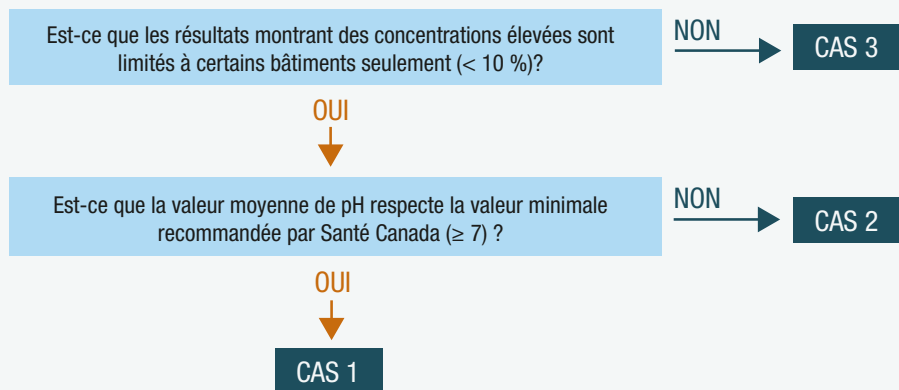 Est-ce que les résultats montrant des concentrations élevées sont
limités à certains bâtiments seulement (< 10 %)?
NON
CAS 3
OUI
Est-ce que la valeur moyenne de pH respecte la valeur minimale
recommandée par Santé Canada (≥ 7) ?
NON
CAS 2
OUI
CAS 1